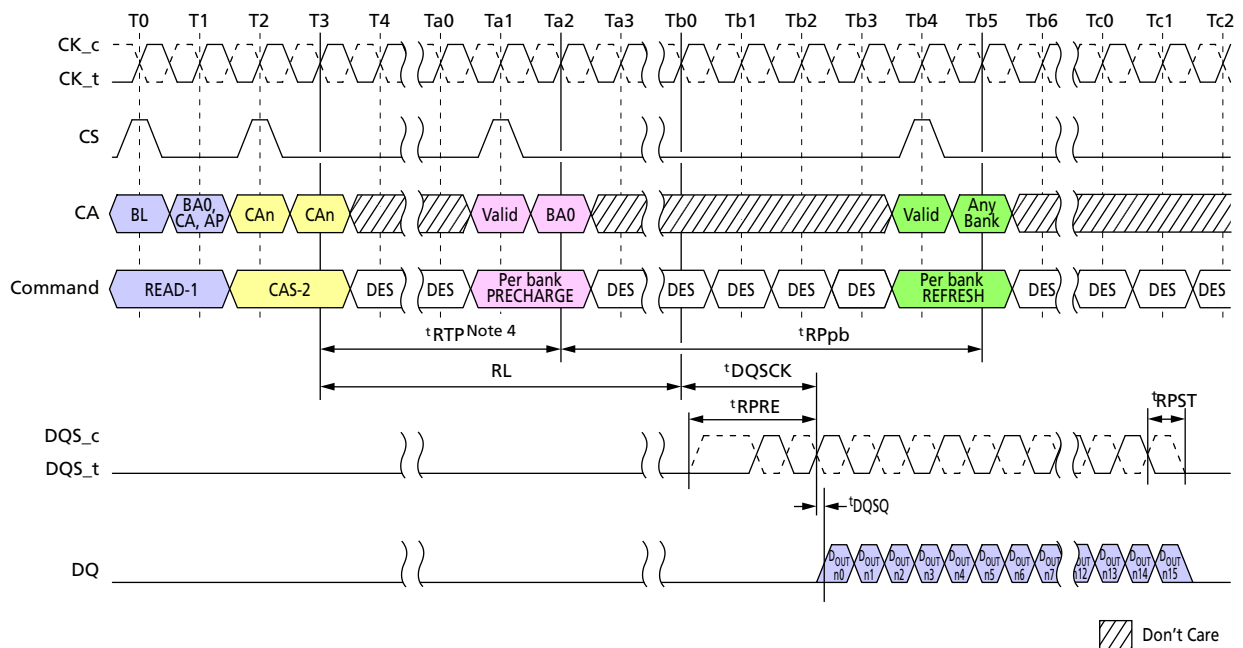 T0 T1 T2 T3 T4 Ta0 Ta1 Ta2 Ta3 Tb0 Tb1 Tb2 Tb3 Tb4 Tb5 Tb6 Tc0 Tc1 Tc2
CK_c
CK_t
CS
CA BL BA0, CA, AP CAn CAn Valid BA0 Valid Any Bank
Command READ-1 CAS-2 DES DES Per bank PRECHARGE DES DES DES DES DES Per bank REFRESH DES DES DES DES
tRTP Note 4 tRPpb
RL tDQSCK
tRPRE tRPST
DQS_c
DQS_t
tDQSQ
DQ DOUT n0 DOUT n1 DOUT n2 DOUT n3 DOUT n4 DOUT n5 DOUT n6 DOUT n7 DOUT n12 DOUT n13 DOUT n14 DOUT n15
Don't Care